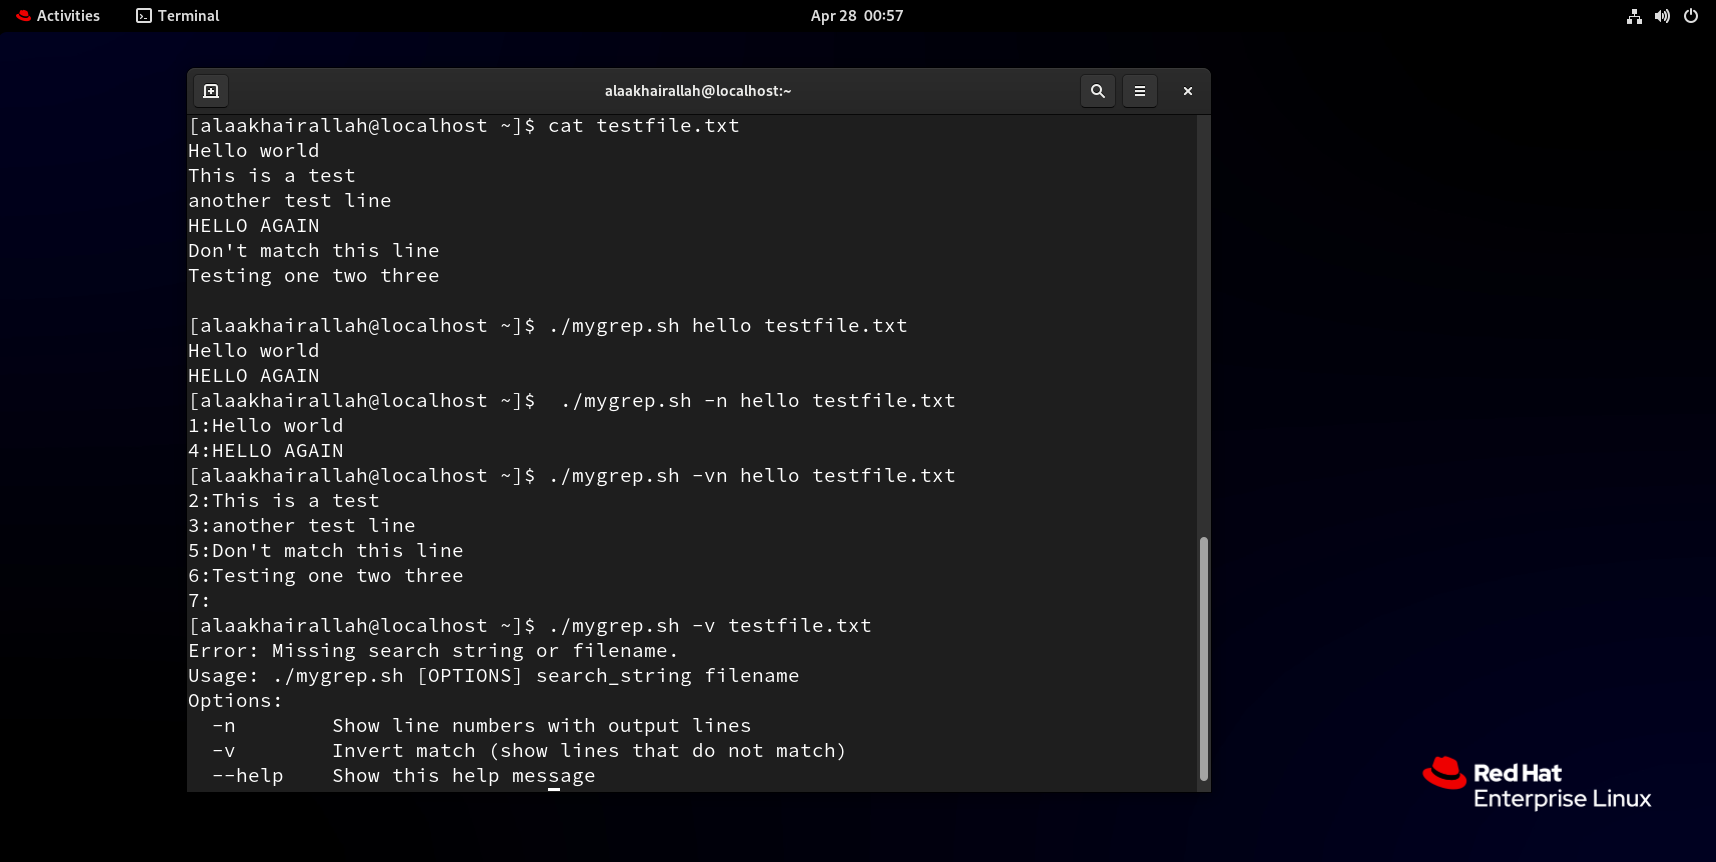 Activities
Terminal
Apr 28 00:57
alaakhairallah@localhost:~
[alaakhairallah@localhost ~]$ cat testfile.txt
Hello world
This is a test
another test line
HELLO AGAIN
Don't match this line
Testing one two three
[alaakhairallah@localhost ~]$ ./mygrep.sh hello testfile.txt
Hello world
HELLO AGAIN
[alaakhairallah@localhost ~]$  ./mygrep.sh -n hello testfile.txt
1:Hello world
4:HELLO AGAIN
[alaakhairallah@localhost ~]$ ./mygrep.sh -vn hello testfile.txt
2:This is a test
3:another test line
5:Don't match this line
6:Testing one two three
7:
[alaakhairallah@localhost ~]$ ./mygrep.sh -v testfile.txt
Error: Missing search string or filename.
Usage: ./mygrep.sh [OPTIONS] search_string filename
Options:
  -n        Show line numbers with output lines
  -v        Invert match (show lines that do not match)
  --help    Show this help message
Red Hat
Enterprise Linux